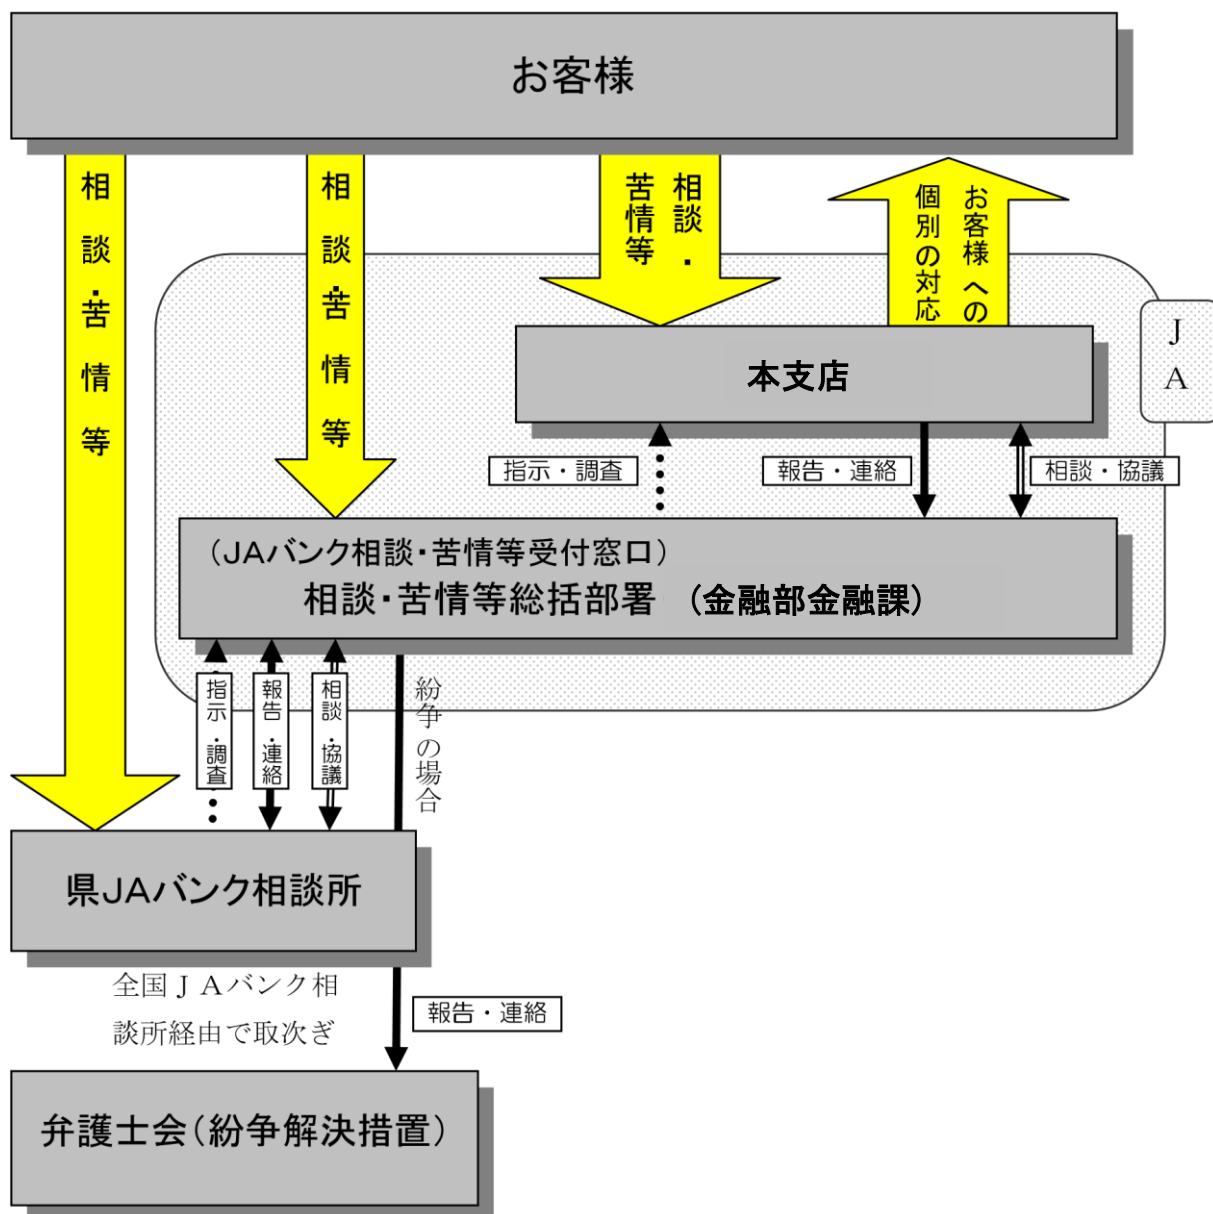 お客様
相談・苦情等
相談・苦情等
相談・
苦情等
お客様への
個別の対応
JA
本支店
指示・調査
報告・連絡
相談・協議
(JAバンク相談・苦情等受付窓口)
相談・苦情等総括部署 (金融部金融課)
指示・調査
報告・連絡
相談・協議
紛争の場合
県JAバンク相談所
全国JAバンク相
談所経由で取次ぎ
報告・連絡
弁護士会(紛争解決措置)